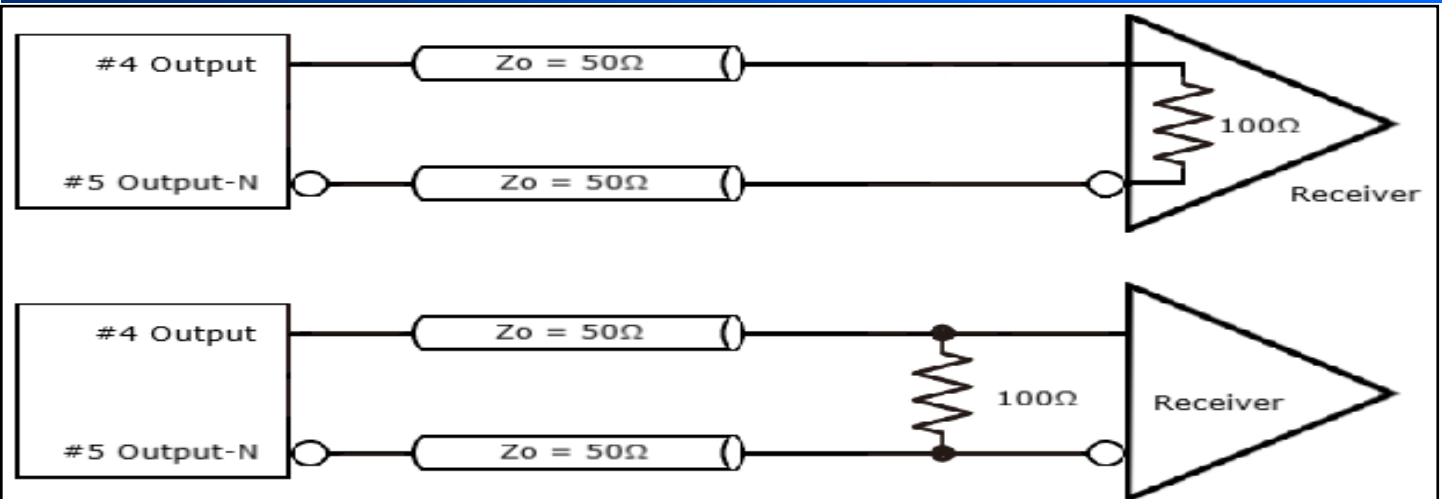 #4 Output
Zo = 50Ω
100Ω
#5 Output-N
Zo = 50Ω
Receiver
#4 Output
Zo = 50Ω
100Ω
Receiver
#5 Output-N
Zo = 50Ω